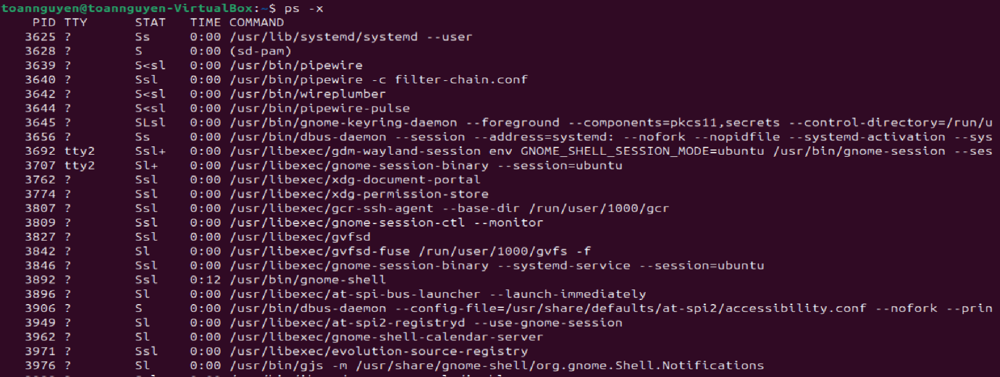 toannguyen@toannguyen-VirtualBox:~$ ps -x
PID TTY STAT TIME COMMAND
3625 ? Ss 0:00 /usr/lib/systemd/systemd --user
3628 ? S 0:00 (sd-pam)
3639 ? S<sl 0:00 /usr/bin/pipewire
3640 ? Ssl 0:00 /usr/bin/pipewire -c filter-chain.conf
3642 ? S<sl 0:00 /usr/bin/wireplumber
3644 ? S<sl 0:00 /usr/bin/pipewire-pulse
3645 ? SLsl 0:00 /usr/bin/gnome-keyring-daemon --foreground --components=pkcs11,secrets --control-directory=/run/u
3656 ? Ss 0:00 /usr/bin/dbus-daemon --session --address=systemd: --nofork --nopidfile --systemd-activation --sys
3692 tty2 Ssl+ 0:00 /usr/libexec/gdm-wayland-session env GNOME_SHELL_SESSION_MODE=ubuntu /usr/bin/gnome-session --ses
3707 tty2 Sl+ 0:00 /usr/libexec/gnome-session-binary --session=ubuntu
3762 ? Ssl 0:00 /usr/libexec/xdg-document-portal
3774 ? Ssl 0:00 /usr/libexec/xdg-permission-store
3807 ? Ssl 0:00 /usr/libexec/gcr-ssh-agent --base-dir /run/user/1000/gcr
3809 ? Ssl 0:00 /usr/libexec/gnome-session-ctl --monitor
3827 ? Ssl 0:00 /usr/libexec/gvfsd
3842 ? Sl 0:00 /usr/libexec/gvfsd-fuse /run/user/1000/gvfs -f
3846 ? Ssl 0:00 /usr/libexec/gnome-session-binary --systemd-service --session=ubuntu
3892 ? Ssl 0:12 /usr/bin/gnome-shell
3896 ? Sl 0:00 /usr/libexec/at-spi-bus-launcher --launch-immediately
3906 ? S 0:00 /usr/bin/dbus-daemon --config-file=/usr/share/defaults/at-spi2/accessibility.conf --nofork --prin
3949 ? Sl 0:00 /usr/libexec/at-spi2-registryd --use-gnome-session
3962 ? Sl 0:00 /usr/libexec/gnome-shell-calendar-server
3971 ? Ssl 0:00 /usr/libexec/evolution-source-registry
3976 ? Sl 0:00 /usr/bin/gjs -m /usr/share/gnome-shell/org.gnome.Shell.Notifications